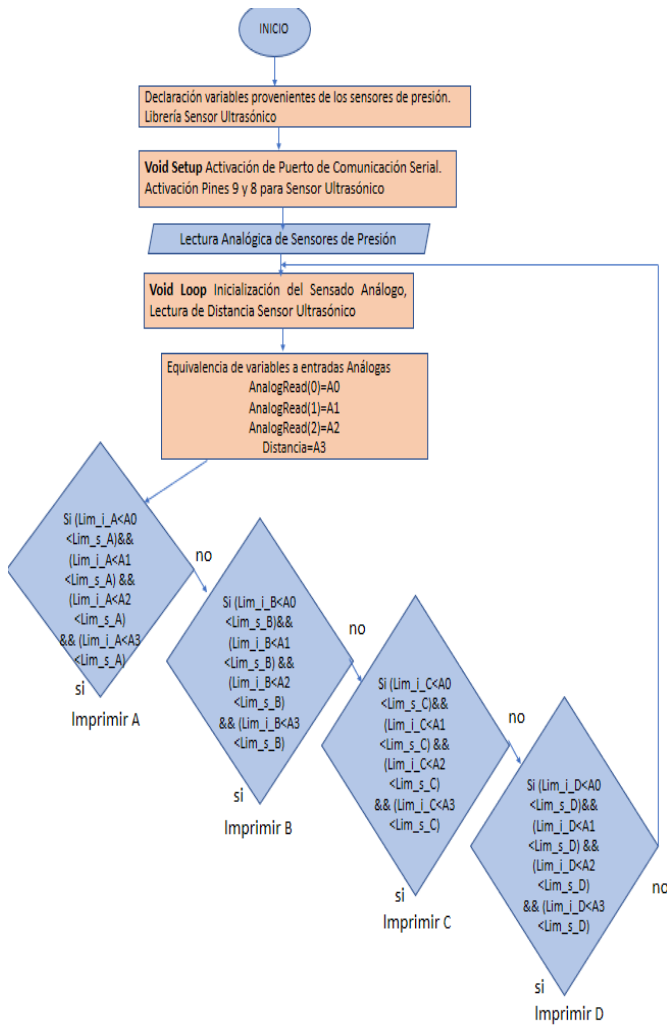 INICIO
Declaración variables provenientes de los sensores de presión.
Librería Sensor Ultrasónico
Void Setup Activación de Puerto de Comunicación Serial.
Activación Pines 9 y 8 para Sensor Ultrasónico
Lectura Analógica de Sensores de Presión
Void Loop Inicialización del Sensado Análogo,
Lectura de Distancia Sensor Ultrasónico
Equivalencia de variables a entradas Análogas
AnalogRead(0)=A0
AnalogRead(1)=A1
AnalogRead(2)=A2
Distancia=A3
Si (Lim_i_A<A0
<Lim_s_A)&&
(Lim_i_A<A1
<Lim_s_A) &&
(Lim_i_A<A2
<Lim_s_A)
&& (Lim_i_A<A3
<Lim_s_A)
no
si
Imprimir A
Si (Lim_i_B<A0
<Lim_s_B)&&
(Lim_i_B<A1
<Lim_s_B) &&
(Lim_i_B<A2
<Lim_s_B)
&& (Lim_i_B<A3
<Lim_s_B)
no
si
Imprimir B
Si (Lim_i_C<A0
<Lim_s_C)&&
(Lim_i_C<A1
<Lim_s_C) &&
(Lim_i_C<A2
<Lim_s_C)
&& (Lim_i_C<A3
<Lim_s_C)
no
si
Imprimir C
Si (Lim_i_D<A0
<Lim_s_D)&&
(Lim_i_D<A1
<Lim_s_D) &&
(Lim_i_D<A2
<Lim_s_D)
&& (Lim_i_D<A3
<Lim_s_D)
no
si
Imprimir D